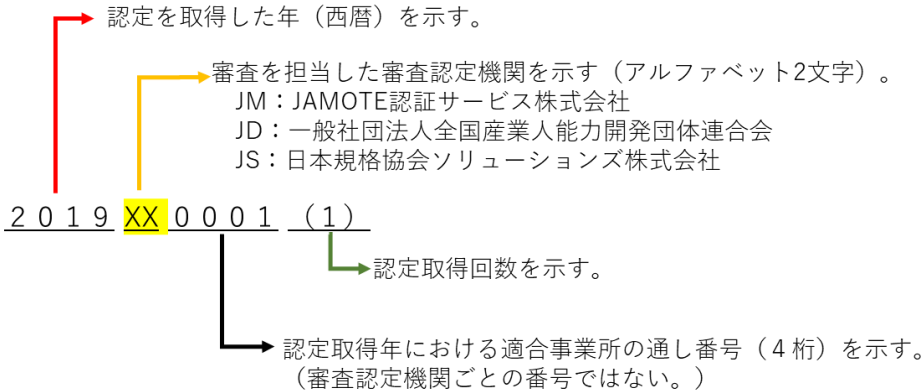 認定を取得した年（西暦）を示す。
審査を担当した審査認定機関を示す（アルファベット2文字）。
JM：JAMOTE認証サービス株式会社
JD：一般社団法人全国産業人能力開発団体連合会
JS：日本規格協会ソリューションズ株式会社
２０１９XX０００１（１）
認定取得回数を示す。
認定取得年における適合事業所の通し番号（４桁）を示す。
（審査認定機関ごとの番号ではない。）